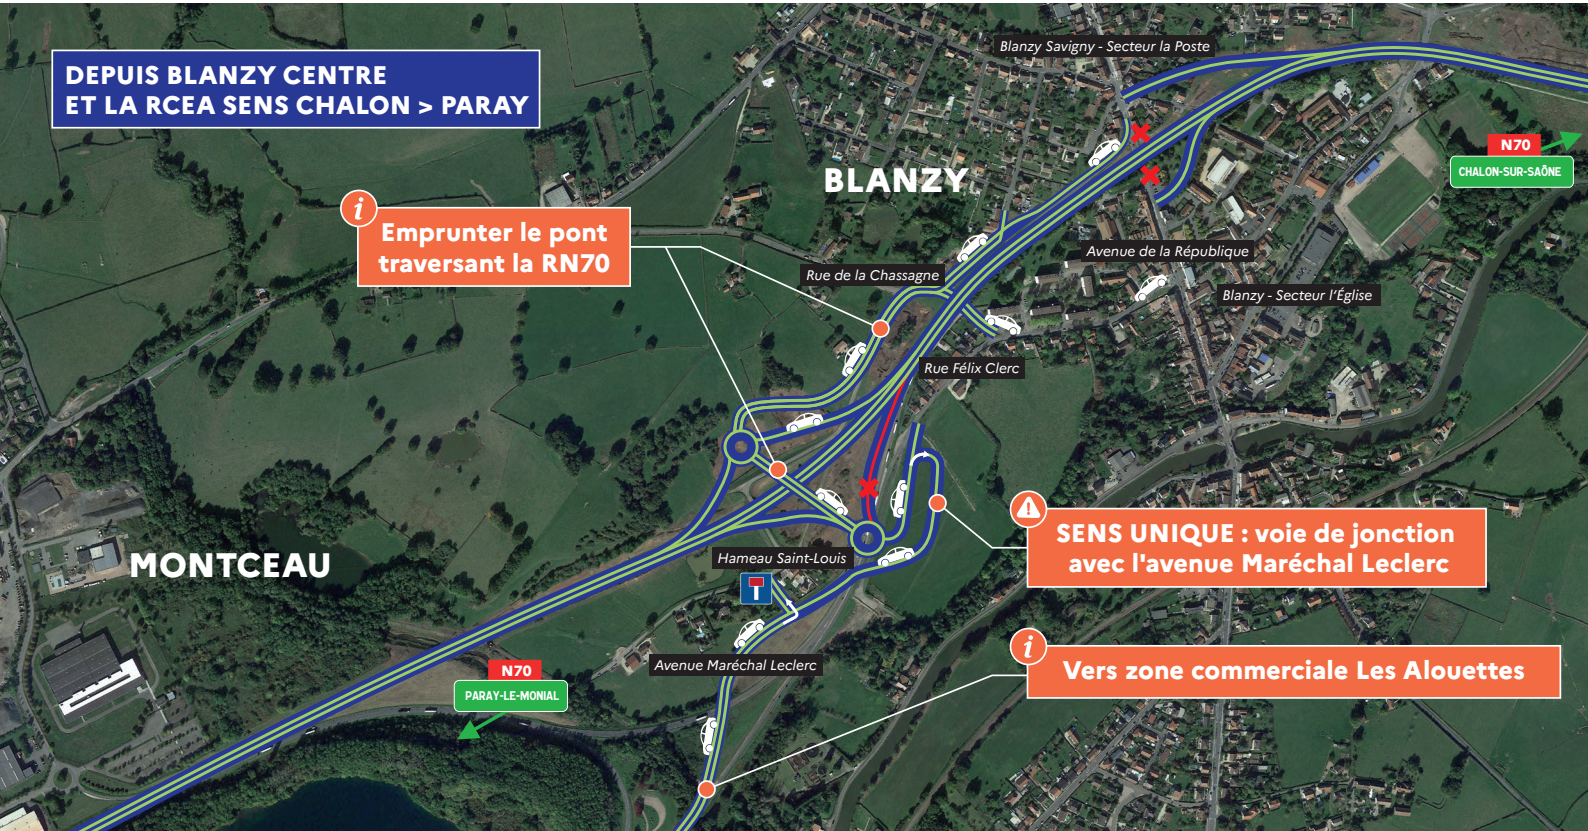 DEPUIS BLANZY CENTRE
ET LA RCEA SENS CHALON > PARAY
Blanzy Savigny - Secteur la Poste
N70
CHALON-SUR-SAÔNE
BLANZY
i
Emprunter le pont
traversant la RN70
Avenue de la République
Rue de la Chassagne
Blanzy - Secteur l'Église
Rue Félix Clerc
SENS UNIQUE : voie de jonction
avec l'avenue Maréchal Leclerc
MONTCEAU
Hameau Saint-Louis
i
Vers zone commerciale Les Alouettes
Avenue Maréchal Leclerc
N70
PARAY-LE-MONIAL